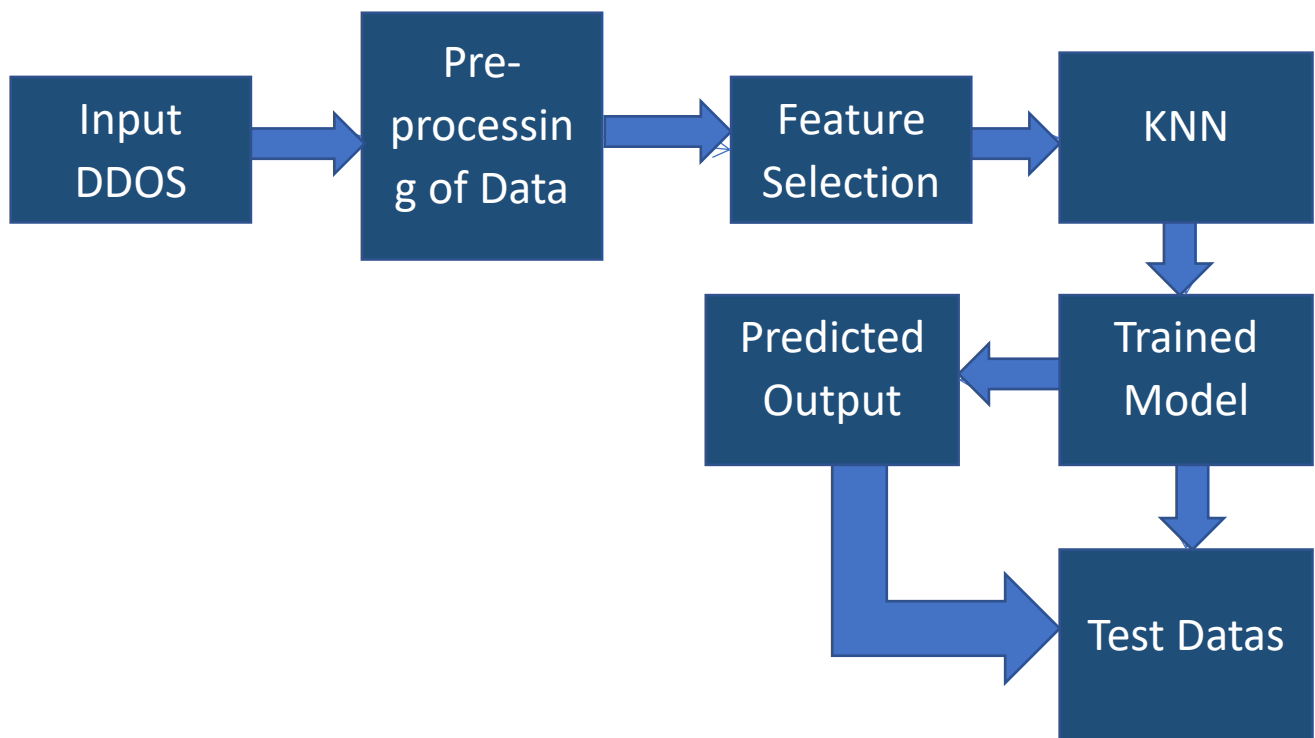 Input
DDOS
Pre-
processin
g of Data
Feature
Selection
KNN
Predicted
Output
Trained
Model
Test Datas